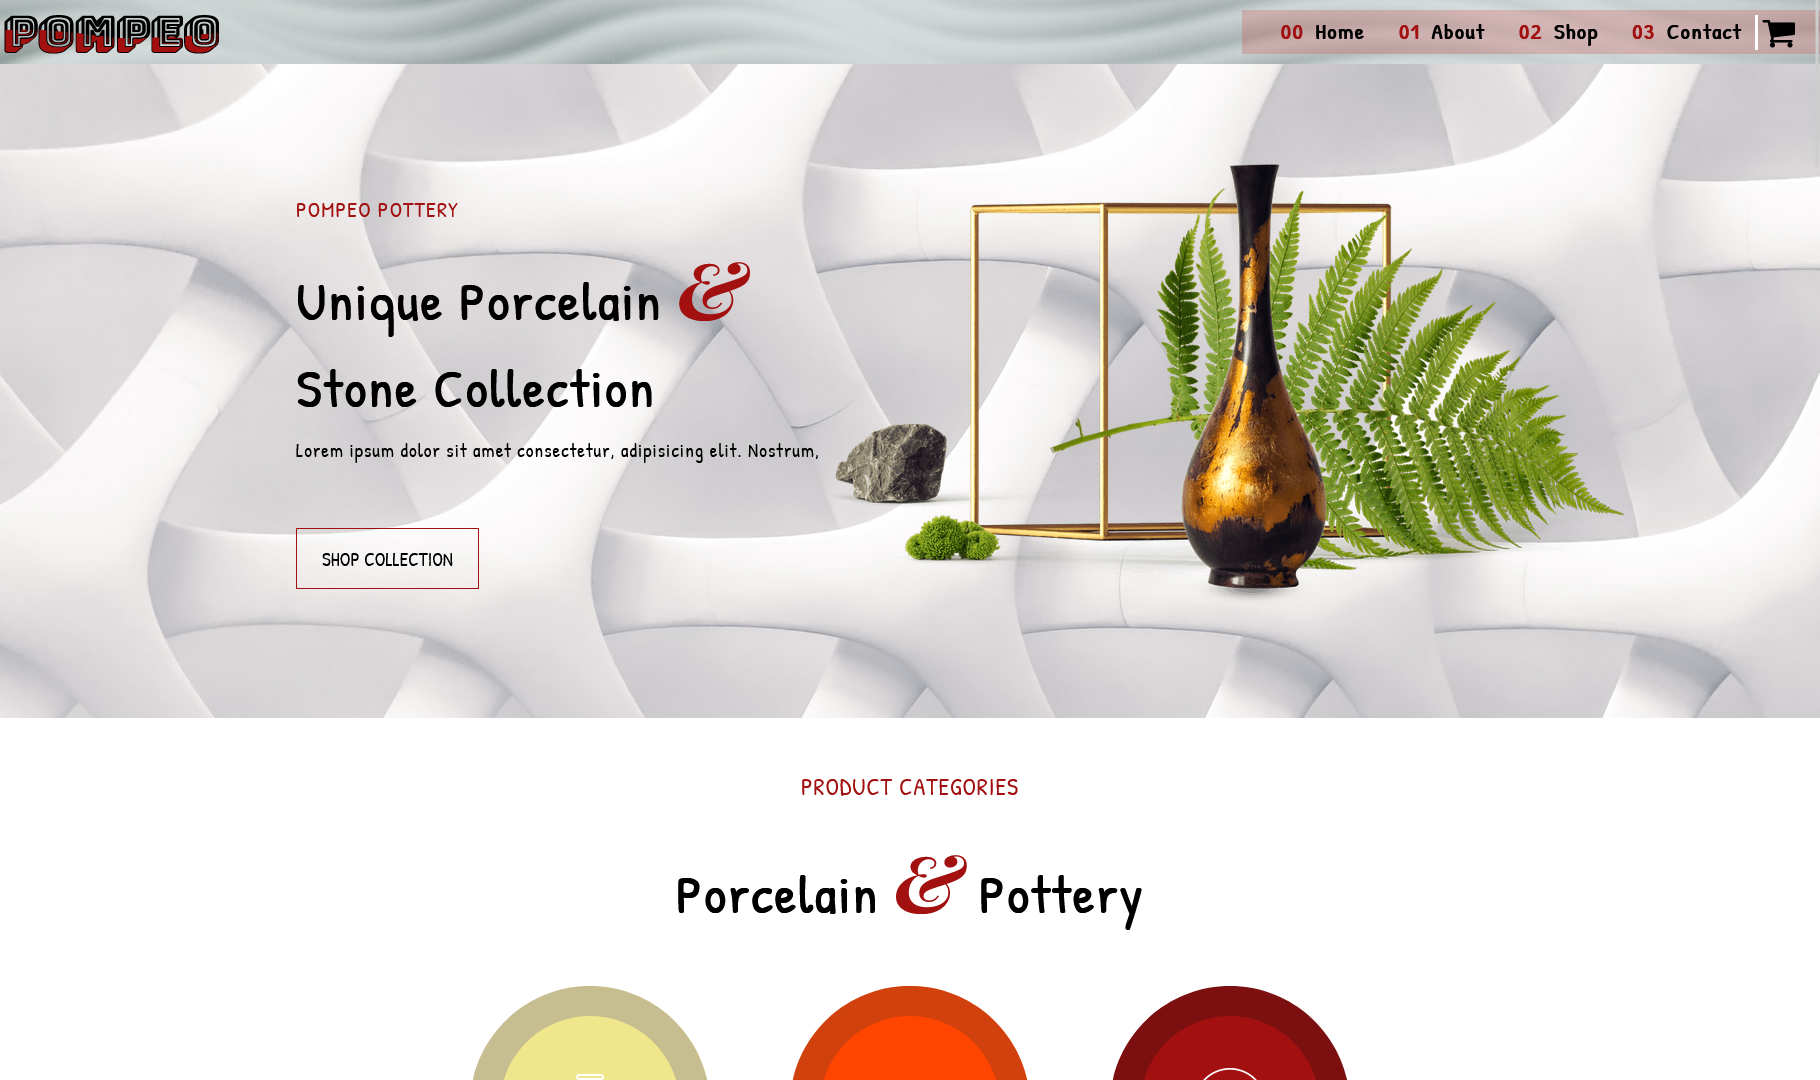 POMPEO
00 Home 01 About 02 Shop 03 Contact
POMPEO POTTERY
Unique Porcelain &
Stone Collection
Lorem ipsum dolor sit amet consectetur, adipisicing elit. Nostrum,
SHOP COLLECTION
PRODUCT CATEGORIES
Porcelain & Pottery